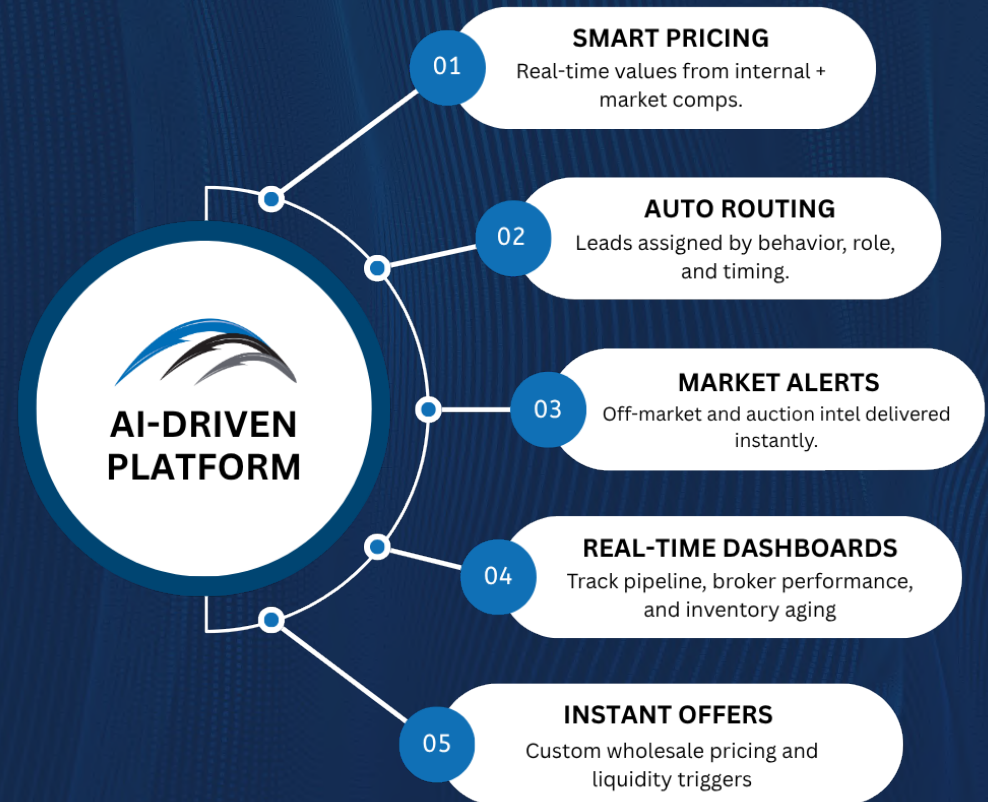 01
SMART PRICING
Real-time values from internal +
market comps.
02
AUTO ROUTING
Leads assigned by behavior, role,
and timing.
03
MARKET ALERTS
Off-market and auction intel delivered
instantly.
AI-DRIVEN
PLATFORM
04
REAL-TIME DASHBOARDS
Track pipeline, broker performance,
and inventory aging
05
INSTANT OFFERS
Custom wholesale pricing and
liquidity triggers